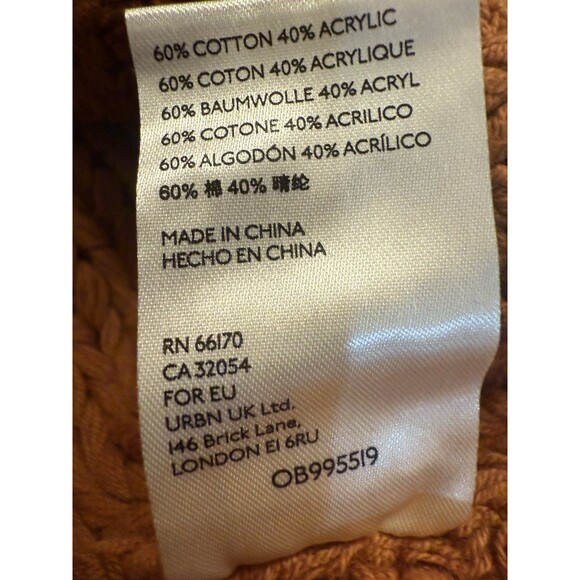 60% COTTON 40% ACRYLIC
60% COTON 40% ACRYLIQUE
60% BAUMWOLLE 40% ACRYL
60% COTONE 40% ACRILICO
60% ALGODÓN 40% ACRÍLICO
60% 棉 40% 晴纶
MADE IN CHINA
HECHO EN CHINA
RN 66170
CA 32054
FOR EU
URBN UK Ltd.
146 Brick Lane,
LONDON E1 6RU
OB995519